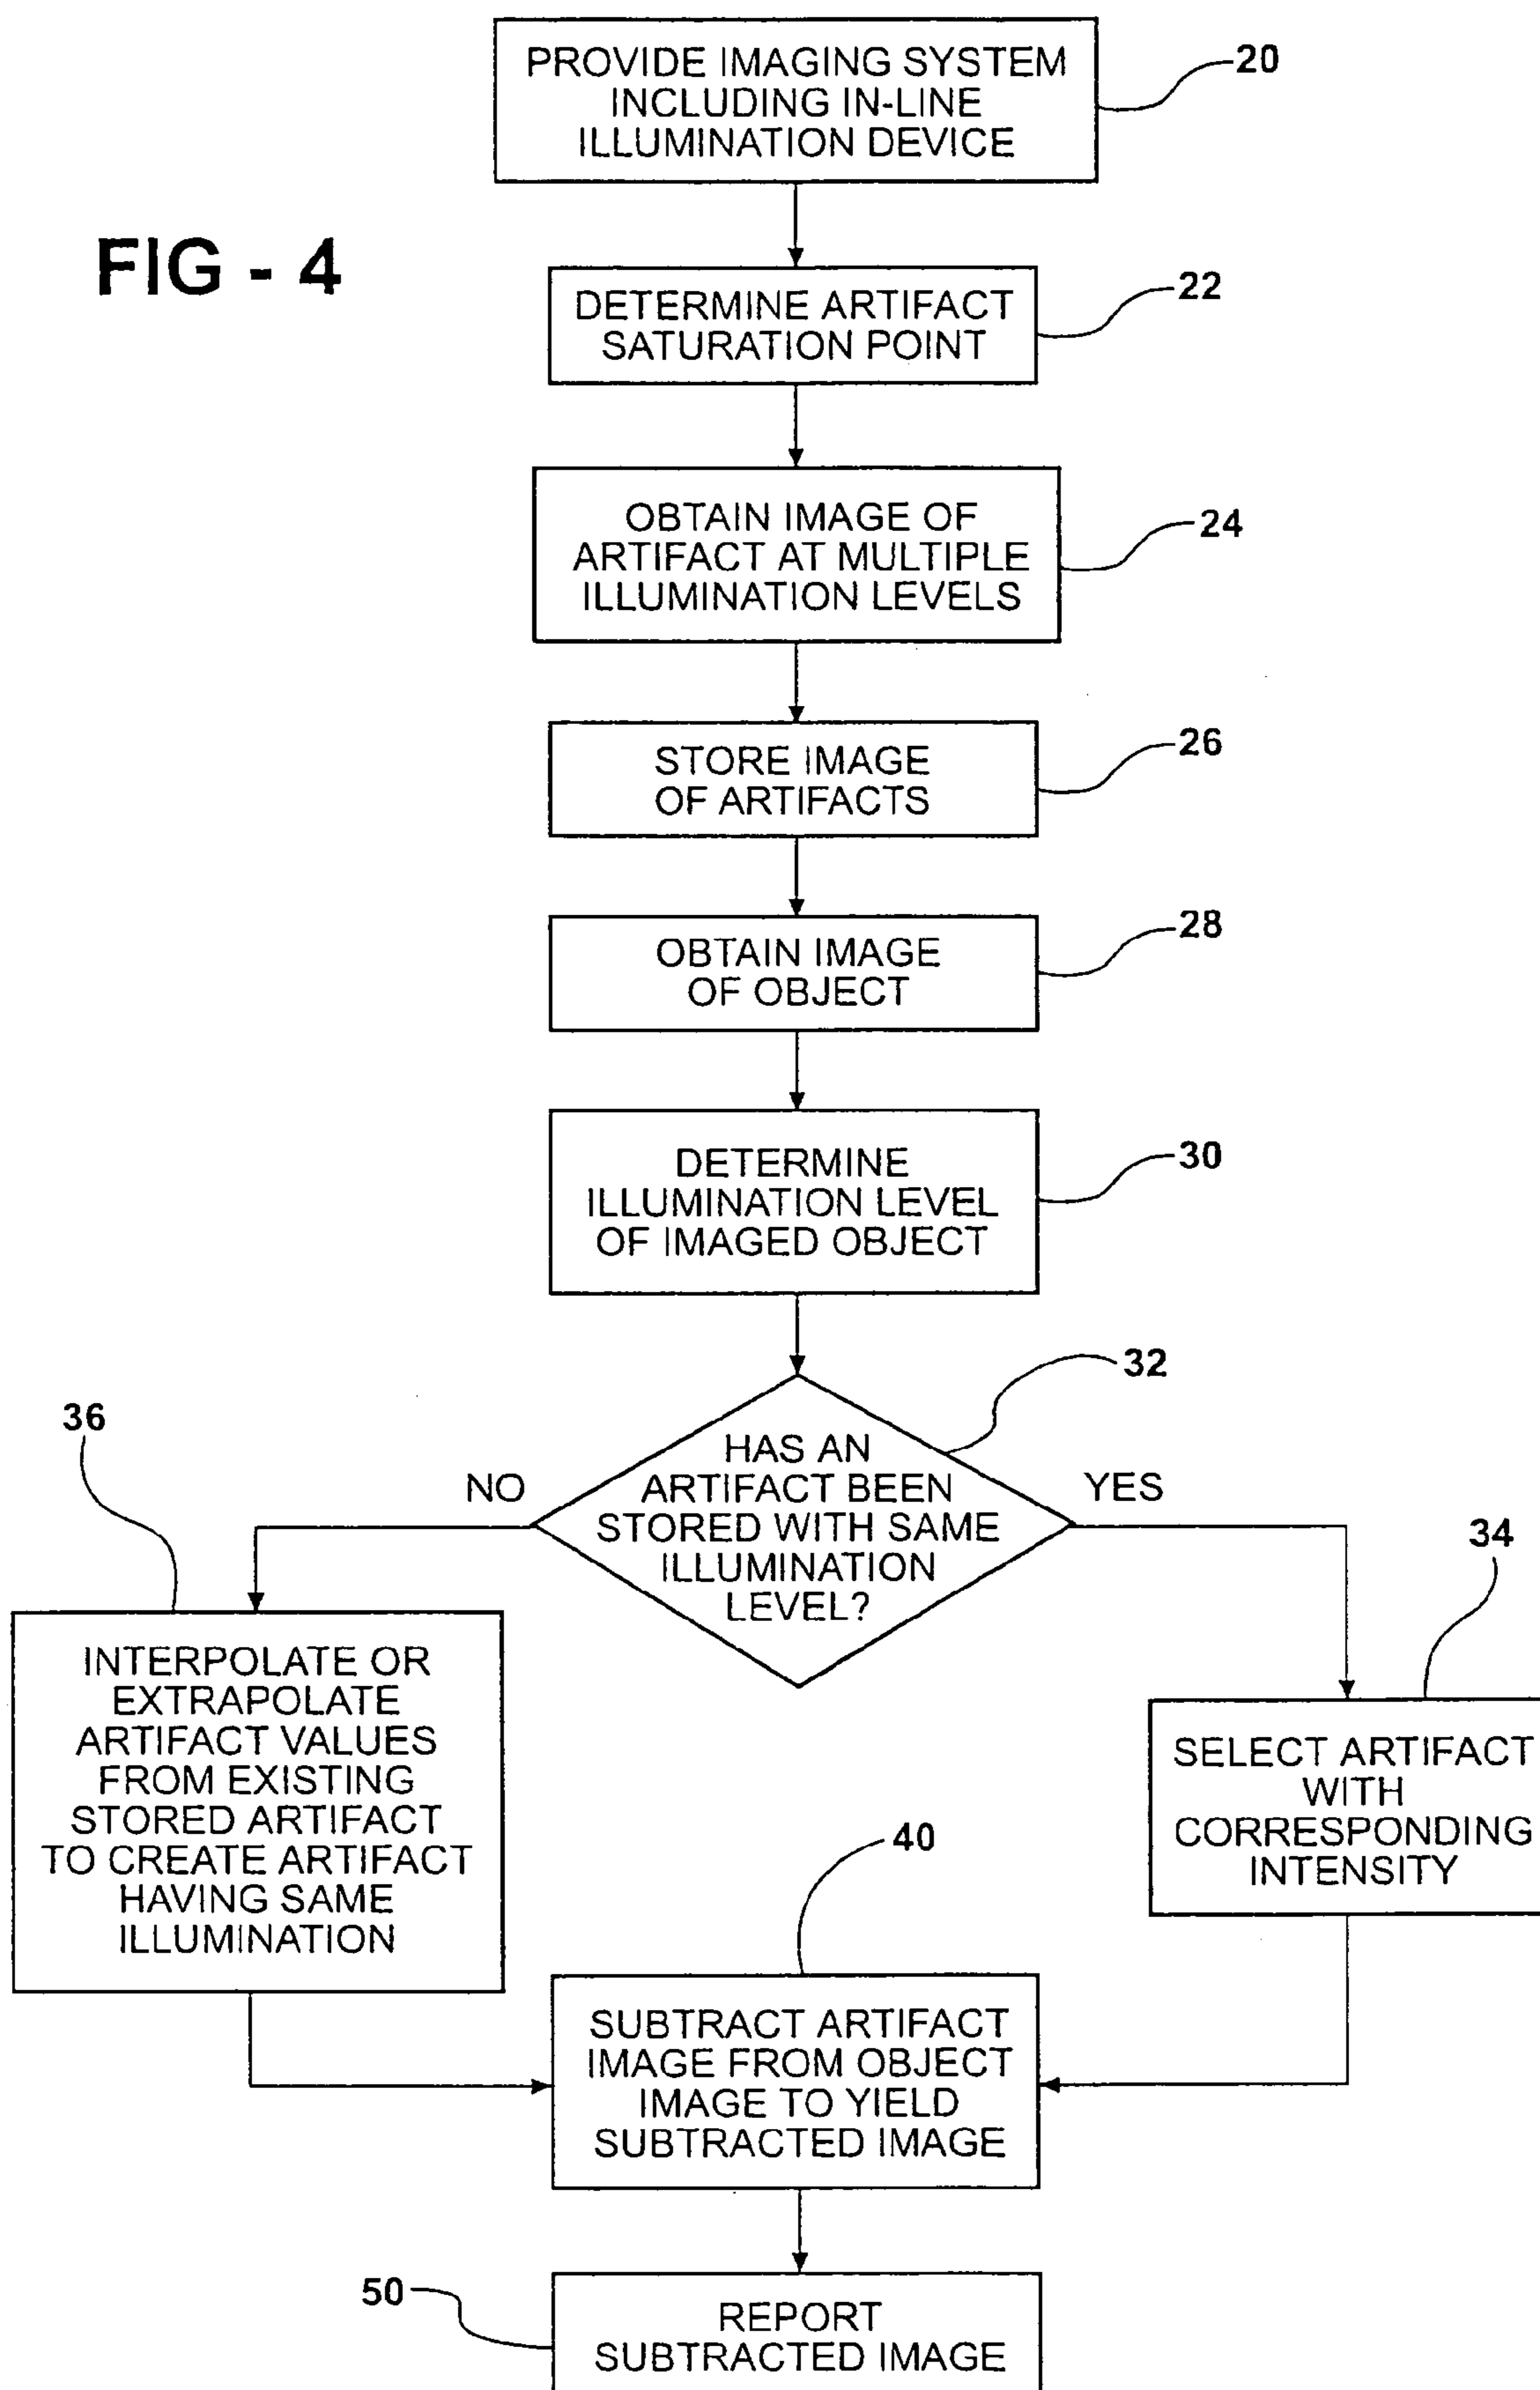 PROVIDE IMAGING SYSTEM
INCLUDING IN-LINE
ILLUMINATION DEVICE
20
FIG - 4
DETERMINE ARTIFACT
SATURATION POINT
22
OBTAIN IMAGE OF
ARTIFACT AT MULTIPLE
ILLUMINATION LEVELS
24
STORE IMAGE
OF ARTIFACTS
26
OBTAIN IMAGE
OF OBJECT
28
DETERMINE
ILLUMINATION LEVEL
OF IMAGED OBJECT
30
32
HAS AN
ARTIFACT BEEN
STORED WITH SAME
ILLUMINATION
LEVEL?
NO
YES
36
INTERPOLATE OR
EXTRAPOLATE
ARTIFACT VALUES
FROM EXISTING
STORED ARTIFACT
TO CREATE ARTIFACT
HAVING SAME
ILLUMINATION
34
SELECT ARTIFACT
WITH
CORRESPONDING
INTENSITY
40
SUBTRACT ARTIFACT
IMAGE FROM OBJECT
IMAGE TO YIELD
SUBTRACTED IMAGE
50
REPORT
SUBTRACTED IMAGE